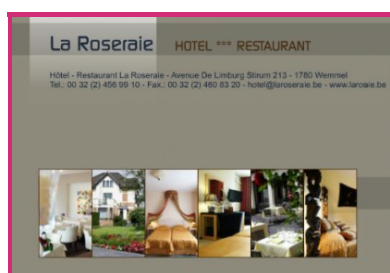 La Roseraie HOTEL *** RESTAURANT
Hôtel - Restaurant La Roseraie - Avenue De Limburg Stirum 213 - 1780 Wemmel
Tel.: 00 32 (2) 456 99 10 - Fax.: 00 32 (2) 460 83 20 - hotel@laroseraie.be - www.laroseraie.be